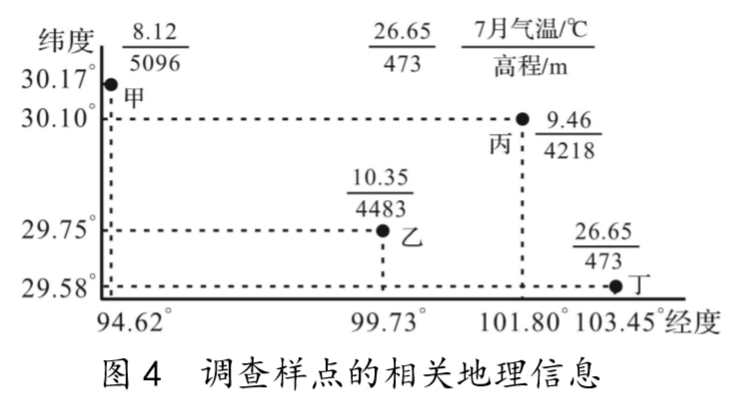 纬度 8.12 26.65 7月气温/℃
5096 473 高程/m
30.17°
甲
30.10°
9.46
丙 4218
10.35
4483
29.75° 乙
26.65
473
29.58° 丁
94.62° 99.73° 101.80° 103.45° 经度
图4 调查样点的相关地理信息